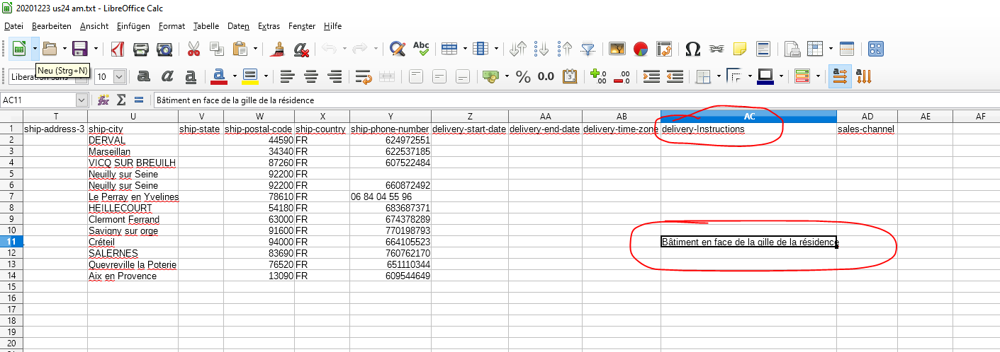 20201223 us24 am.txt - LibreOffice Calc
Datei Bearbeiten Ansicht Einfügen Format Tabelle Daten Extras Fenster Hilfe
Abc
Neu (Strg+N)
Liberation Sans 10 a a a a % 0.0 +.0 .00 .00
AC11 fx Σ = Bâtiment en face de la gille de la résidence
T U V W X Y Z AA AB AC AD AE AF
1 ship-address-3 ship-city ship-state ship-postal-code ship-country ship-phone-number delivery-start-date delivery-end-date delivery-time-zone delivery-Instructions sales-channel
2 DERVAL 44590 FR 624972551
3 Marseillan 34340 FR 622537185
4 VICQ SUR BREUILH 87260 FR 607522484
5 Neuilly sur Seine 92200 FR
6 Neuilly sur Seine 92200 FR 660872492
7 Le Perray en Yvelines 78610 FR 06 84 04 55 96
8 HEILLECOURT 54180 FR 683687371
9 Clermont Ferrand 63000 FR 674378289
10 Savigny sur orge 91600 FR 770198793
11 . Créteil 94000 FR 664105523 Bâtiment en face de la gille de la résidence
12 SALERNES 83690 FR 760762170
13 Quevreville la Poterie 76520 FR 651110344
14 Aix en Provence 13090 FR 609544649
15
16
17
18
19
20